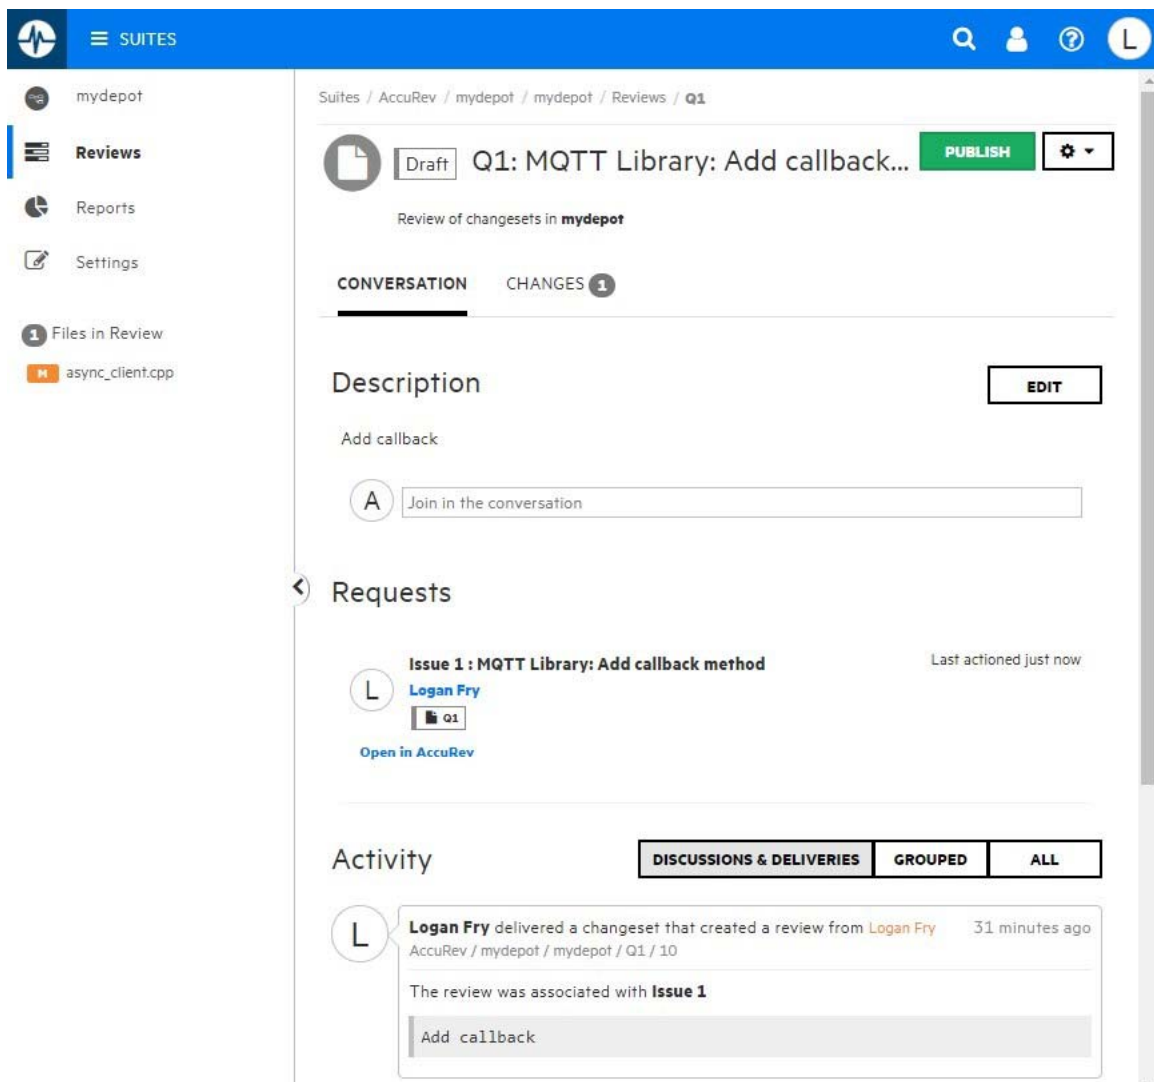 SUITES
L
mydepot
Reviews
Reports
Settings
1 Files in Review
M async_client.cpp
Suites / AccuRev / mydepot / mydepot / Reviews / Q1
Draft Q1: MQTT Library: Add callback... PUBLISH
Review of changesets in mydepot
CONVERSATION CHANGES 1
Description EDIT
Add callback
A Join in the conversation
Requests
Issue 1 : MQTT Library: Add callback method Last actioned just now
L Logan Fry
Q1
Open in AccuRev
Activity DISCUSSIONS & DELIVERIES GROUPED ALL
L Logan Fry delivered a changeset that created a review from Logan Fry 31 minutes ago
AccuRev / mydepot / mydepot / Q1 / 10
The review was associated with Issue 1
Add callback